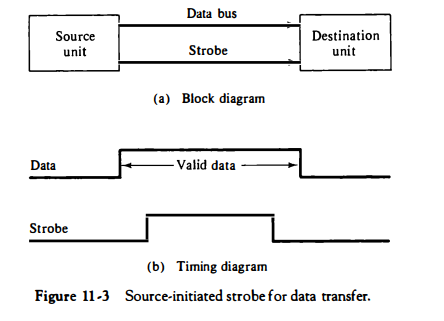 Data bus
Source
unit
Destination
unit
Strobe
(a) Block diagram
Data
Valid data
Strobe
(b) Timing diagram
Figure 11-3 Source-initiated strobe for data transfer.